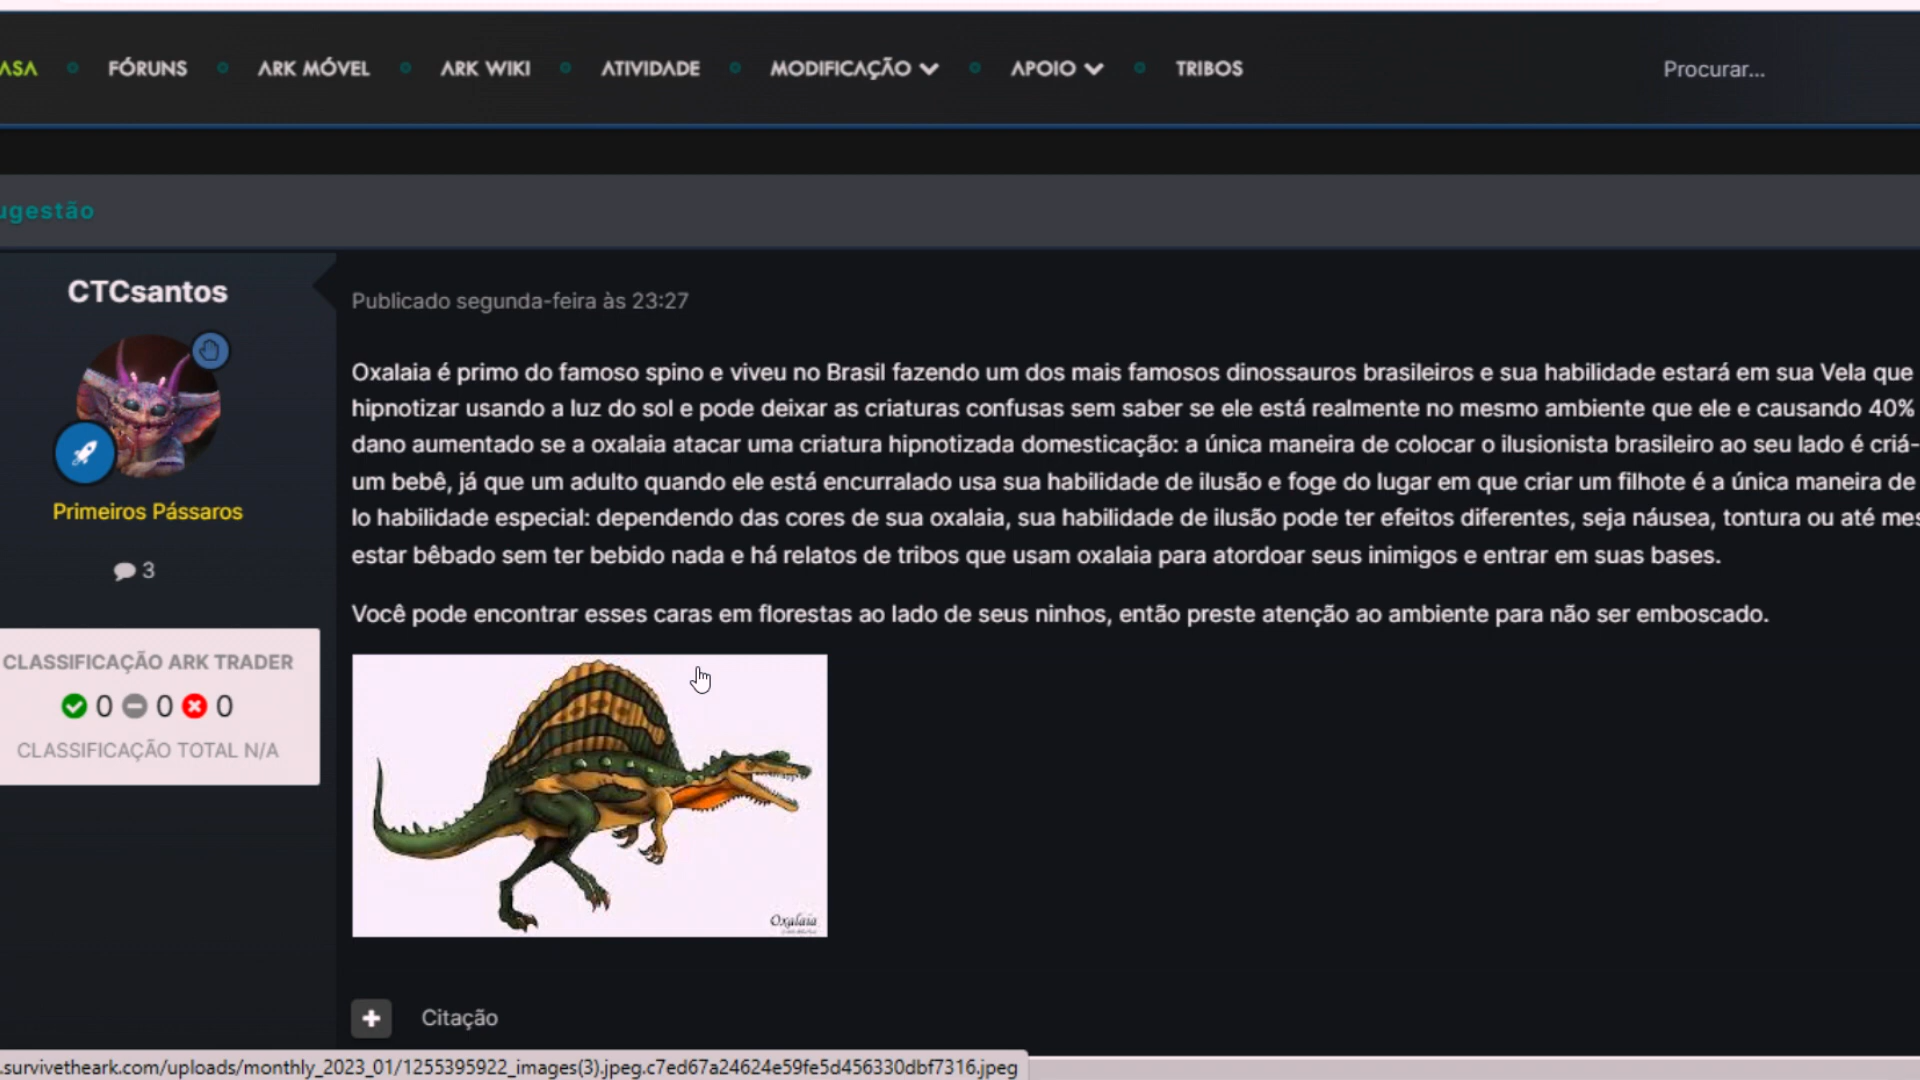 ASA FÓRUNS ARK MÓVEL ARK WIKI ATIVIDADE MODIFICAÇÃO APOIO TRIBOS Procurar...
ugestão
CTCsantos
Primeiros Pássaros
3
CLASSIFICAÇÃO ARK TRADER
0 0 0
CLASSIFICAÇÃO TOTAL N/A
Publicado segunda-feira às 23:27
Oxalaia é primo do famoso spino e viveu no Brasil fazendo um dos mais famosos dinossauros brasileiros e sua habilidade estará em sua Vela que
hipnotizar usando a luz do sol e pode deixar as criaturas confusas sem saber se ele está realmente no mesmo ambiente que ele e causando 40%
dano aumentado se a oxalaia atacar uma criatura hipnotizada domesticação: a única maneira de colocar o ilusionista brasileiro ao seu lado é criá-
um bebê, já que um adulto quando ele está encurralado usa sua habilidade de ilusão e foge do lugar em que criar um filhote é a única maneira de
lo habilidade especial: dependendo das cores de sua oxalaia, sua habilidade de ilusão pode ter efeitos diferentes, seja náusea, tontura ou até mes
estar bêbado sem ter bebido nada e há relatos de tribos que usam oxalaia para atordoar seus inimigos e entrar em suas bases.
Você pode encontrar esses caras em florestas ao lado de seus ninhos, então preste atenção ao ambiente para não ser emboscado.
Oxalaia
Citação
.survivetheark.com/uploads/monthly_2023_01/1255395922_images(3).jpeg.c7ed67a24624e59fe5d456330dbf7316.jpeg